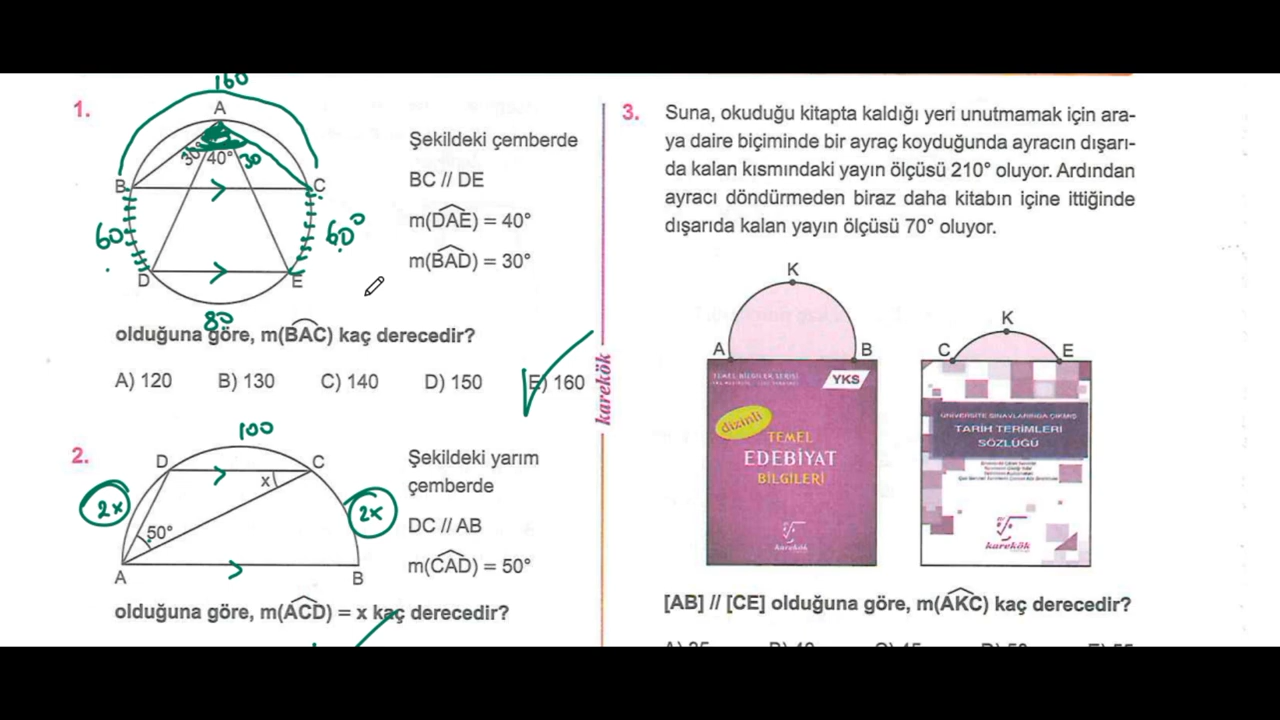 160
1.
A
30° 40° 30
B
C
60
60°
D
E
80
Şekildeki çemberde
BC // DE
m(DAE) = 40°
m(BAD) = 30°
olduğuna göre, m(BAC) kaç derecedir?
A) 120 B) 130 C) 140 D) 150 E) 160
2.
100
D
C
x
2x
2x
50°
A
B
Şekildeki yarım
çemberde
DC // AB
m(CAD) = 50°
olduğuna göre, m(ACD) = x kaç derecedir?
karekök
3.
Suna, okuduğu kitapta kaldığı yeri unutmamak için ara-
ya daire biçiminde bir ayraç koyduğunda ayracın dışarı-
da kalan kısmındaki yayın ölçüsü 210° oluyor. Ardından
ayracı döndürmeden biraz daha kitabın içine ittiğinde
dışarıda kalan yayın ölçüsü 70° oluyor.
K
A
B
TEMEL BİLGİLER SERİSİ
YKS
dizinli
TEMEL
EDEBİYAT
BİLGİLERİ
karekök
K
C
E
ÜNİVERSİTE SINAVLARINDA ÇIKMIŞ
TARİH TERİMLERİ
SÖZLÜĞÜ
karekök
[AB] // [CE] olduğuna göre, m(AKC) kaç derecedir?